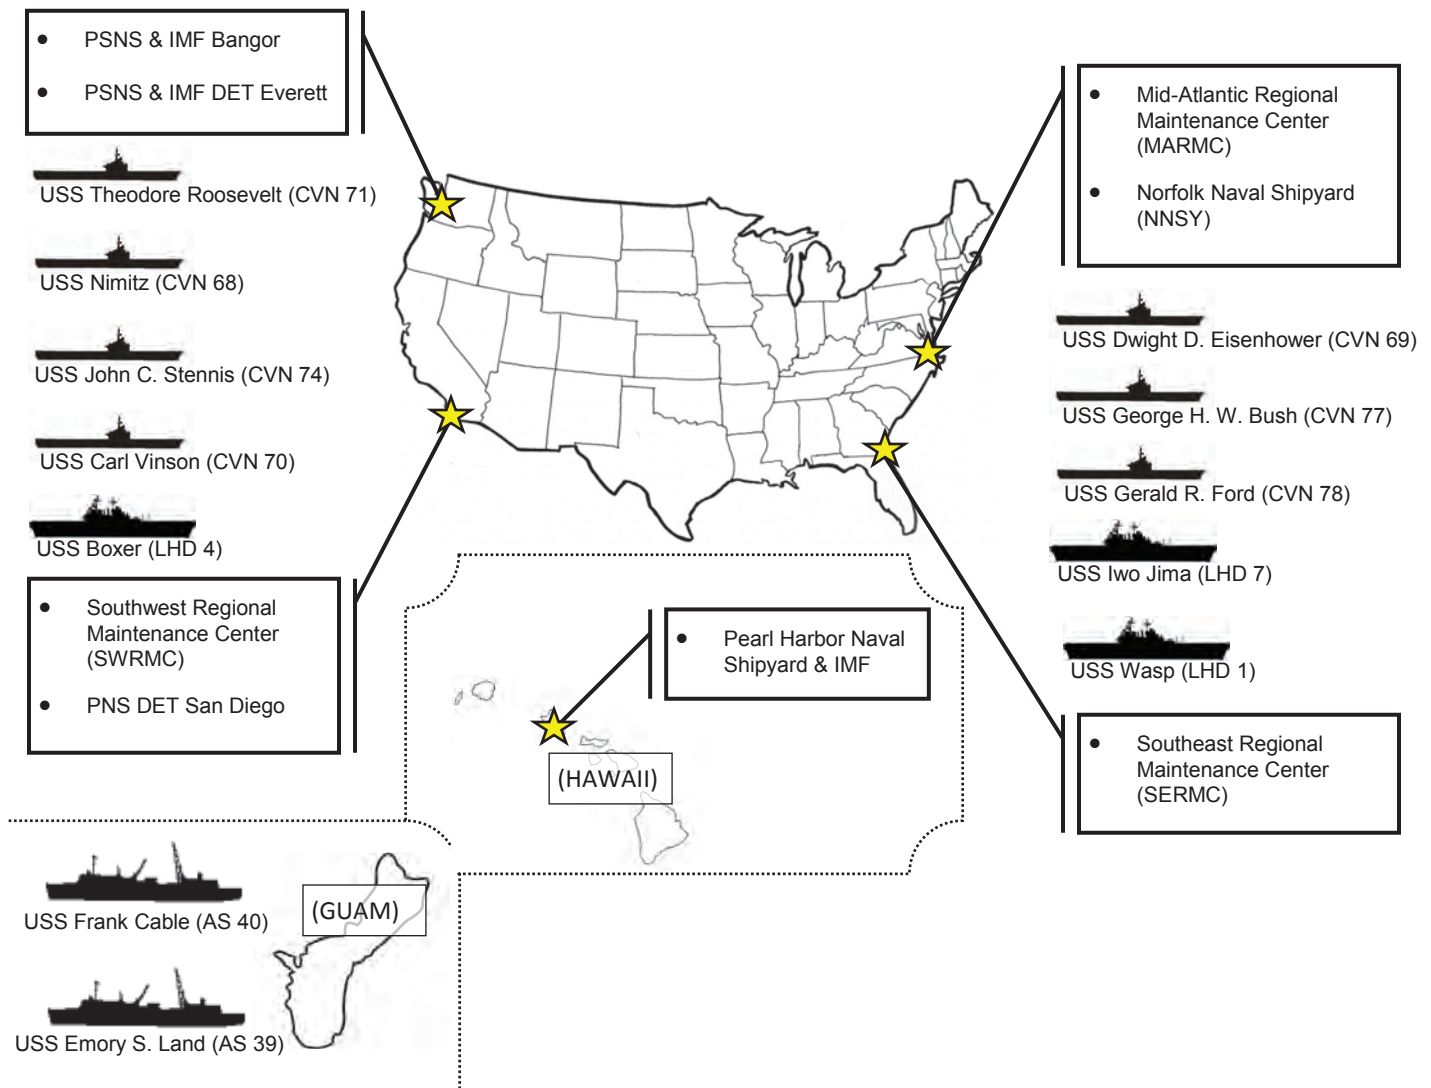 • PSNS & IMF Bangor
• PSNS & IMF DET Everett
USS Theodore Roosevelt (CVN 71)
USS Nimitz (CVN 68)
USS John C. Stennis (CVN 74)
USS Carl Vinson (CVN 70)
USS Boxer (LHD 4)
• Southwest Regional
Maintenance Center
(SWRMC)
• PNS DET San Diego
• Mid-Atlantic Regional
Maintenance Center
(MARMC)
• Norfolk Naval Shipyard
(NNSY)
USS Dwight D. Eisenhower (CVN 69)
USS George H. W. Bush (CVN 77)
USS Gerald R. Ford (CVN 78)
USS Iwo Jima (LHD 7)
USS Wasp (LHD 1)
• Southeast Regional
Maintenance Center
(SERMC)
• Pearl Harbor Naval
Shipyard & IMF
(HAWAII)
USS Frank Cable (AS 40)
(GUAM)
USS Emory S. Land (AS 39)